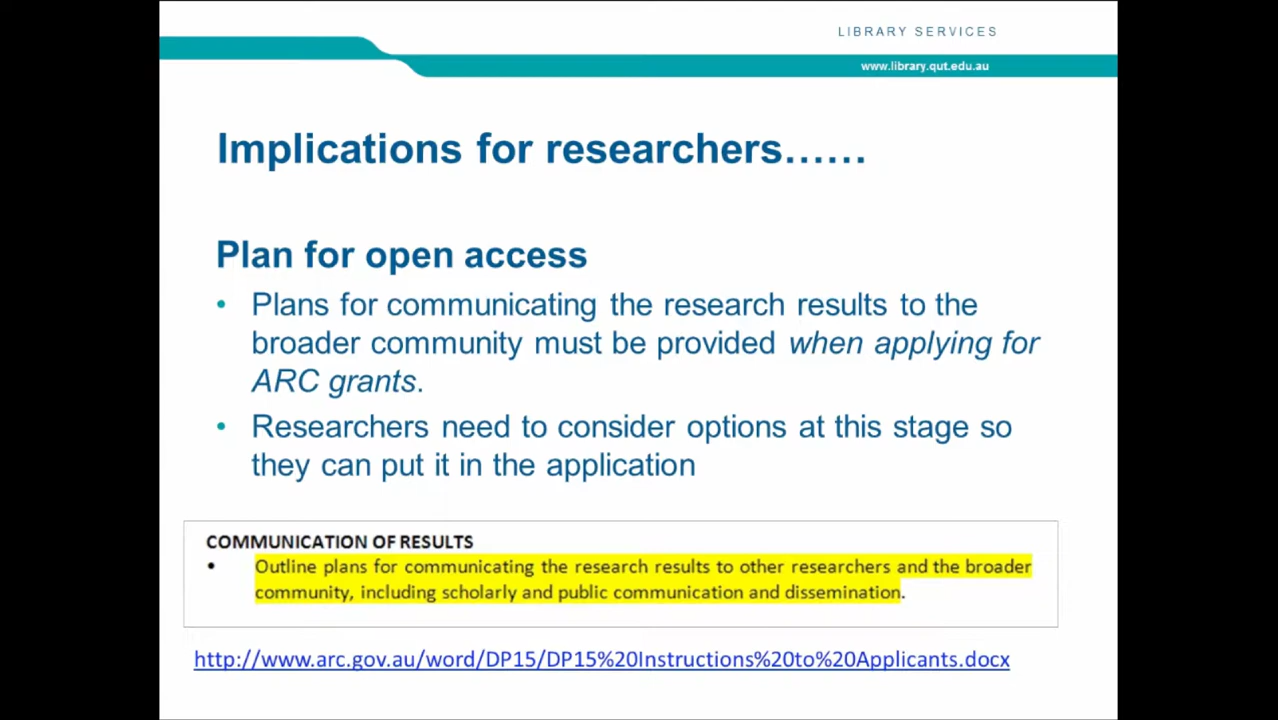 LIBRARY SERVICES
www.library.qut.edu.au
Implications for researchers……
Plan for open access
• Plans for communicating the research results to the
broader community must be provided when applying for
ARC grants.
• Researchers need to consider options at this stage so
they can put it in the application
COMMUNICATION OF RESULTS
• Outline plans for communicating the research results to other researchers and the broader
community, including scholarly and public communication and dissemination.
http://www.arc.gov.au/word/DP15/DP15%20Instructions%20to%20Applicants.docx